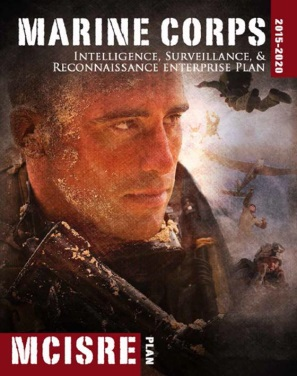 MARINE CORPS
2015-2020
INTELLIGENCE, SURVEILLANCE, &
RECONNAISSANCE ENTERPRISE PLAN
MCISRE
PLAN